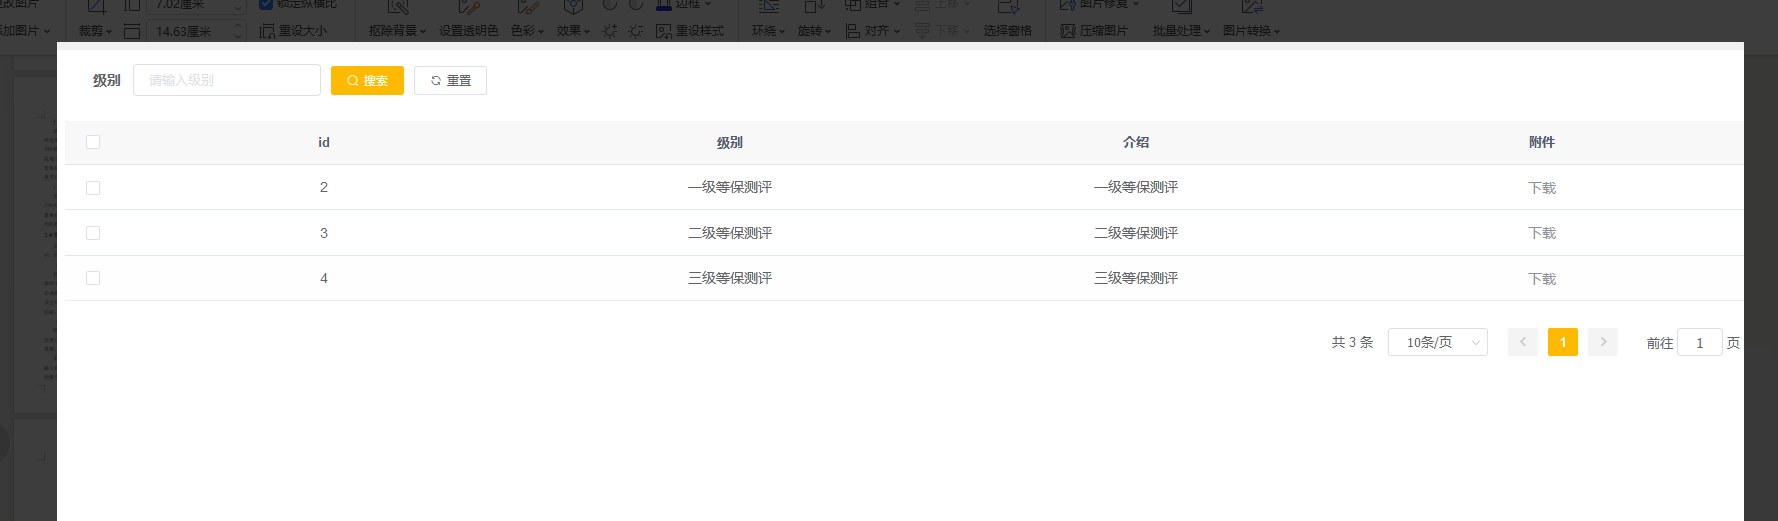 7.02厘米 锁定纵横比 边框 组合 上移 图片修复
添加图片 裁剪 14.63厘米 重设大小 抠除背景 设置透明色 色彩 效果 重设样式 环绕 旋转 对齐 下移 选择窗格 压缩图片 批量处理 图片转换
级别 请输入级别 搜索 重置
id 级别 介绍 附件
2 一级等保测评 一级等保测评 下载
3 二级等保测评 二级等保测评 下载
4 三级等保测评 三级等保测评 下载
共 3 条 10条/页 1 前往 1 页